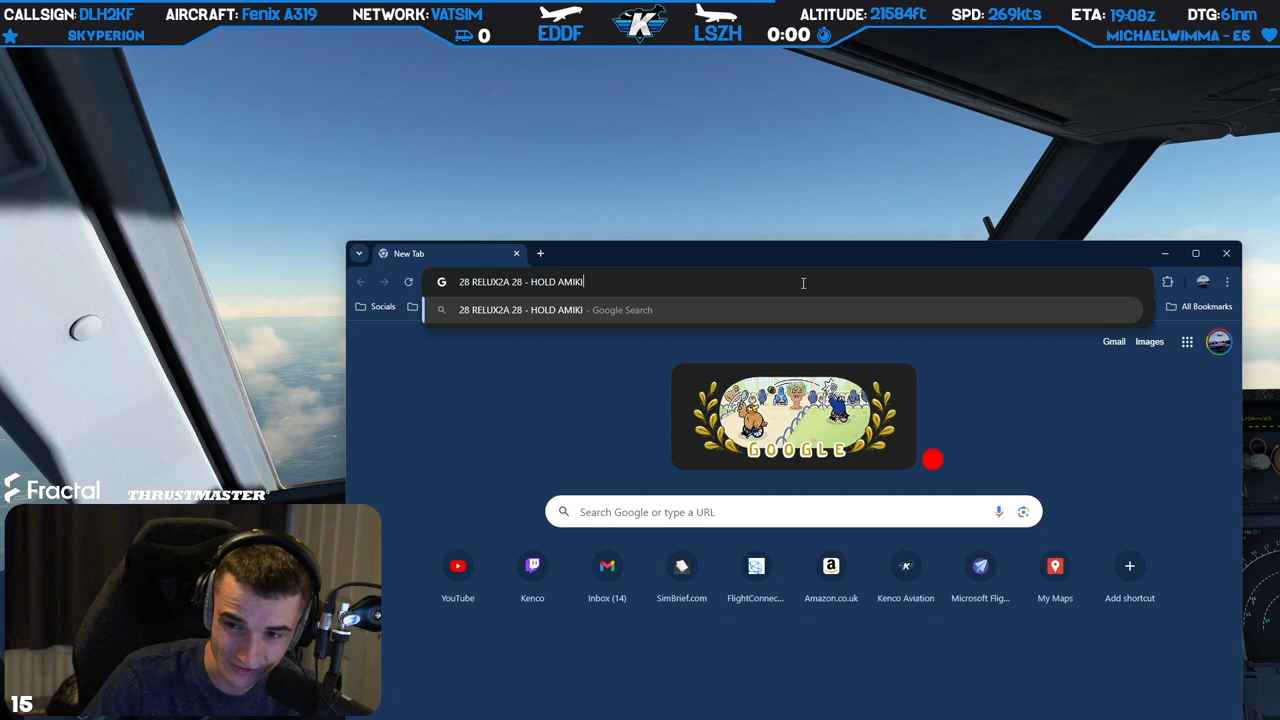 CALLSIGN: DLH2KF
AIRCRAFT: Fenix A319
NETWORK: VATSIM
ALTITUDE: 21584ft
SPD: 269kts
ETA: 19:08z
DTG: 61nm
SKYPERION
0
EDDF
K
LSZH
0:00
MICHAELWIMMA - £5
New Tab
28 RELUX2A 28 - HOLD AMIKI
Socials
28 RELUX2A 28 - HOLD AMIKI - Google Search
All Bookmarks
Gmail
Images
GOOGLE
Search Google or type a URL
Fractal
THRUSTMASTER
YouTube
Kenco
Inbox (14)
SimBrief.com
FlightConnec...
Amazon.co.uk
Kenco Aviation
Microsoft Flig...
My Maps
Add shortcut
15